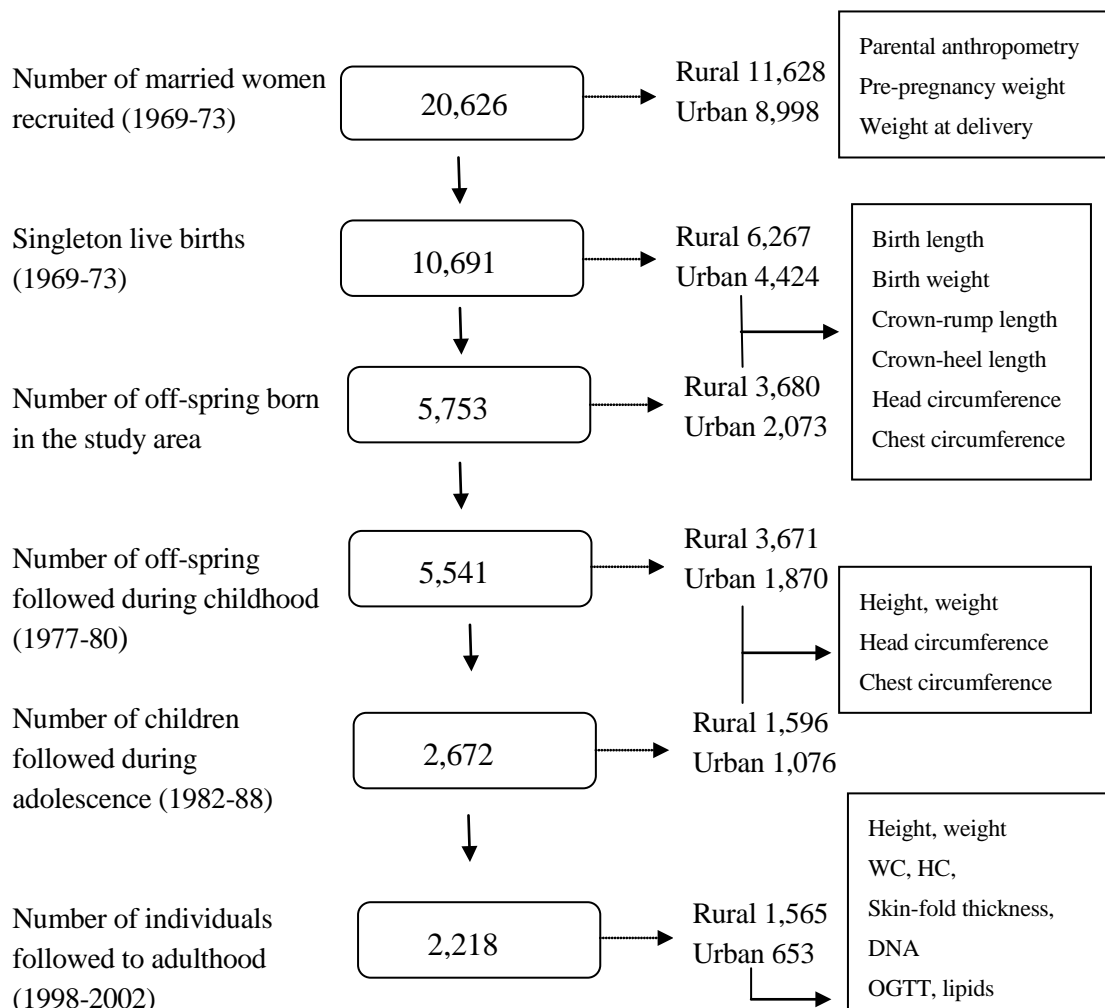 Number of married women
recruited (1969-73)
20,626
Rural 11,628
Urban 8,998
Parental anthropometry
Pre-pregnancy weight
Weight at delivery
Singleton live births
(1969-73)
10,691
Rural 6,267
Urban 4,424
Birth length
Birth weight
Crown-rump length
Crown-heel length
Head circumference
Chest circumference
Number of off-spring born
in the study area
5,753
Rural 3,680
Urban 2,073
Number of off-spring
followed during childhood
(1977-80)
5,541
Rural 3,671
Urban 1,870
Height, weight
Head circumference
Chest circumference
Number of children
followed during
adolescence (1982-88)
2,672
Rural 1,596
Urban 1,076
Number of individuals
followed to adulthood
(1998-2002)
2,218
Rural 1,565
Urban 653
Height, weight
WC, HC,
Skin-fold thickness,
DNA
OGTT, lipids